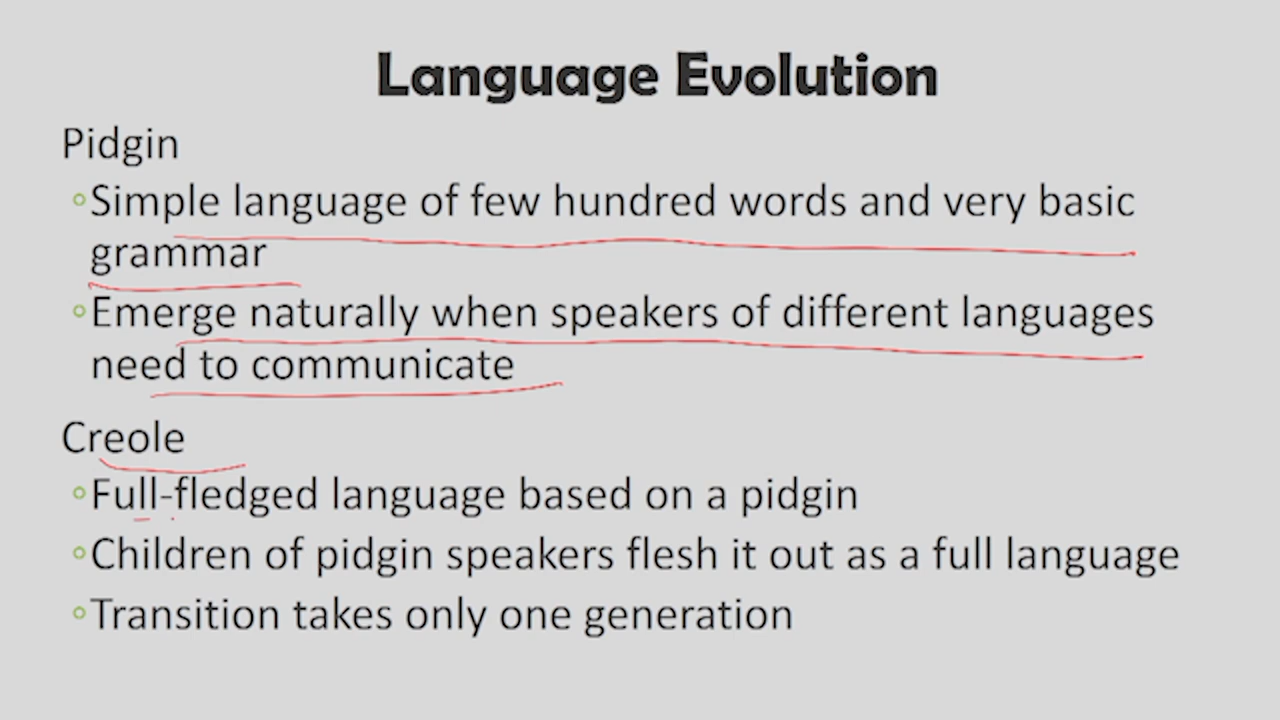 Language Evolution
Pidgin
◦Simple language of few hundred words and very basic
grammar
◦Emerge naturally when speakers of different languages
need to communicate
Creole
◦Full-fledged language based on a pidgin
◦Children of pidgin speakers flesh it out as a full language
◦Transition takes only one generation